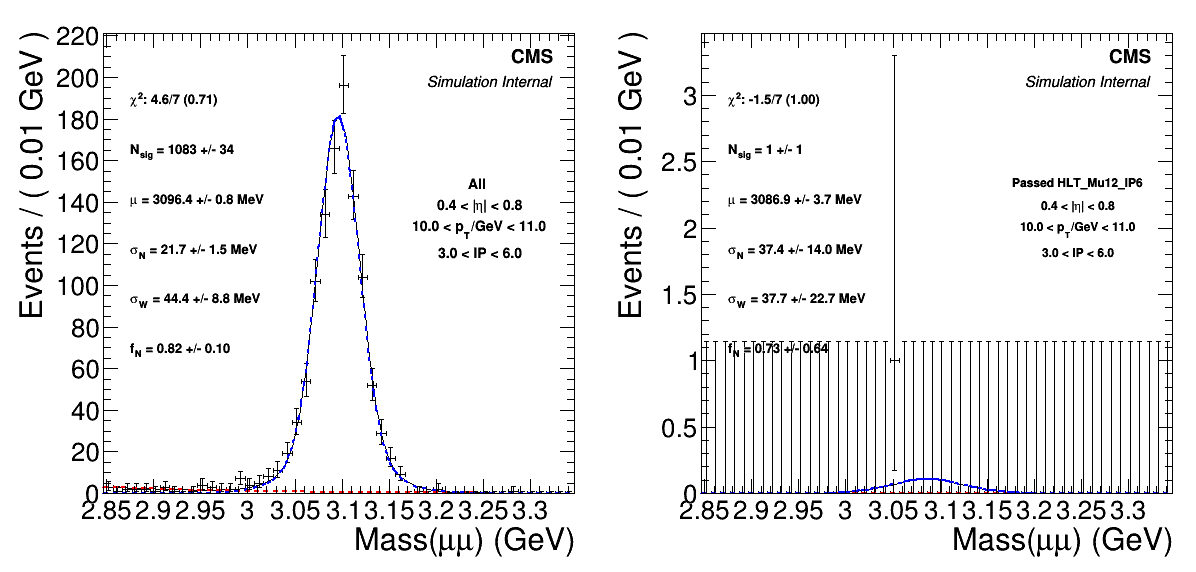 CMS
Simulation Internal
χ²: 4.6/7 (0.71)
N_sig = 1083 +/- 34
μ = 3096.4 +/- 0.8 MeV
σ_N = 21.7 +/- 1.5 MeV
σ_W = 44.4 +/- 8.8 MeV
f_N = 0.82 +/- 0.10
All
0.4 < |η| < 0.8
10.0 < p_T/GeV < 11.0
3.0 < IP < 6.0
Events / ( 0.01 GeV )
220
200
180
160
140
120
100
80
60
40
20
0
2.85 2.9 2.95 3 3.05 3.1 3.15 3.2 3.25 3.3
Mass(μμ) (GeV)
CMS
Simulation Internal
χ²: -1.5/7 (1.00)
N_sig = 1 +/- 1
μ = 3086.9 +/- 3.7 MeV
σ_N = 37.4 +/- 14.0 MeV
σ_W = 37.7 +/- 22.7 MeV
f_N = 0.73 +/- 0.64
Passed HLT_Mu12_IP6
0.4 < |η| < 0.8
10.0 < p_T/GeV < 11.0
3.0 < IP < 6.0
Events / ( 0.01 GeV )
3
2.5
2
1.5
1
0.5
0
2.85 2.9 2.95 3 3.05 3.1 3.15 3.2 3.25 3.3
Mass(μμ) (GeV)